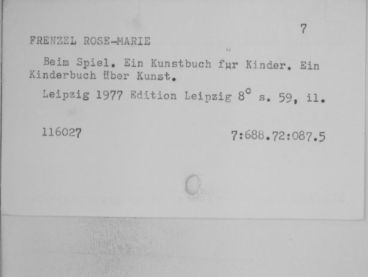 7
FRENZEL ROSE-MARIE
Beim Spiel. Ein Kunstbuch fμr Kinder. Ein
Kinderbuch Über Kunst.
Leipzig 1977 Edition Leipzig 8° s. 59, il.
116027 7:688.72:087.5